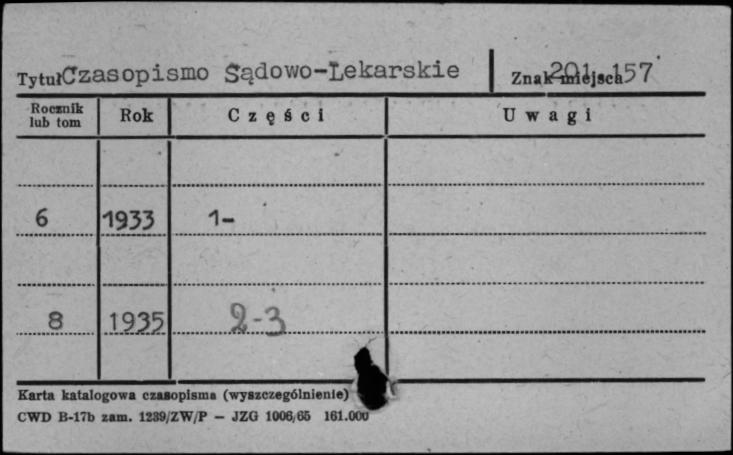 Tytuł Czasopismo Sądowo-Lekarskie Znak miejsca 201.157
Rocznik lub tom Rok Części Uwagi
6 1933 1-
8 1935 2-3
Karta katalogowa czasopisma (wyszczególnienie)
CWD B-17b zam. 1239/ZW/P — JZG 1006/65 161.000